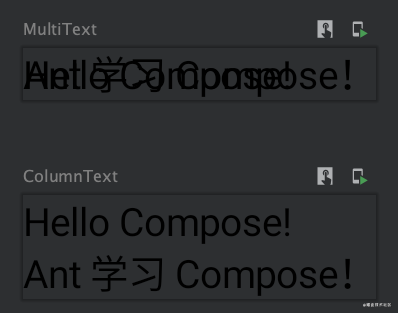 MultiText
Hello Compose!
Ant 学习 Compose！
ColumnText
Hello Compose!
Ant 学习 Compose！
@稀土掘金技术社区